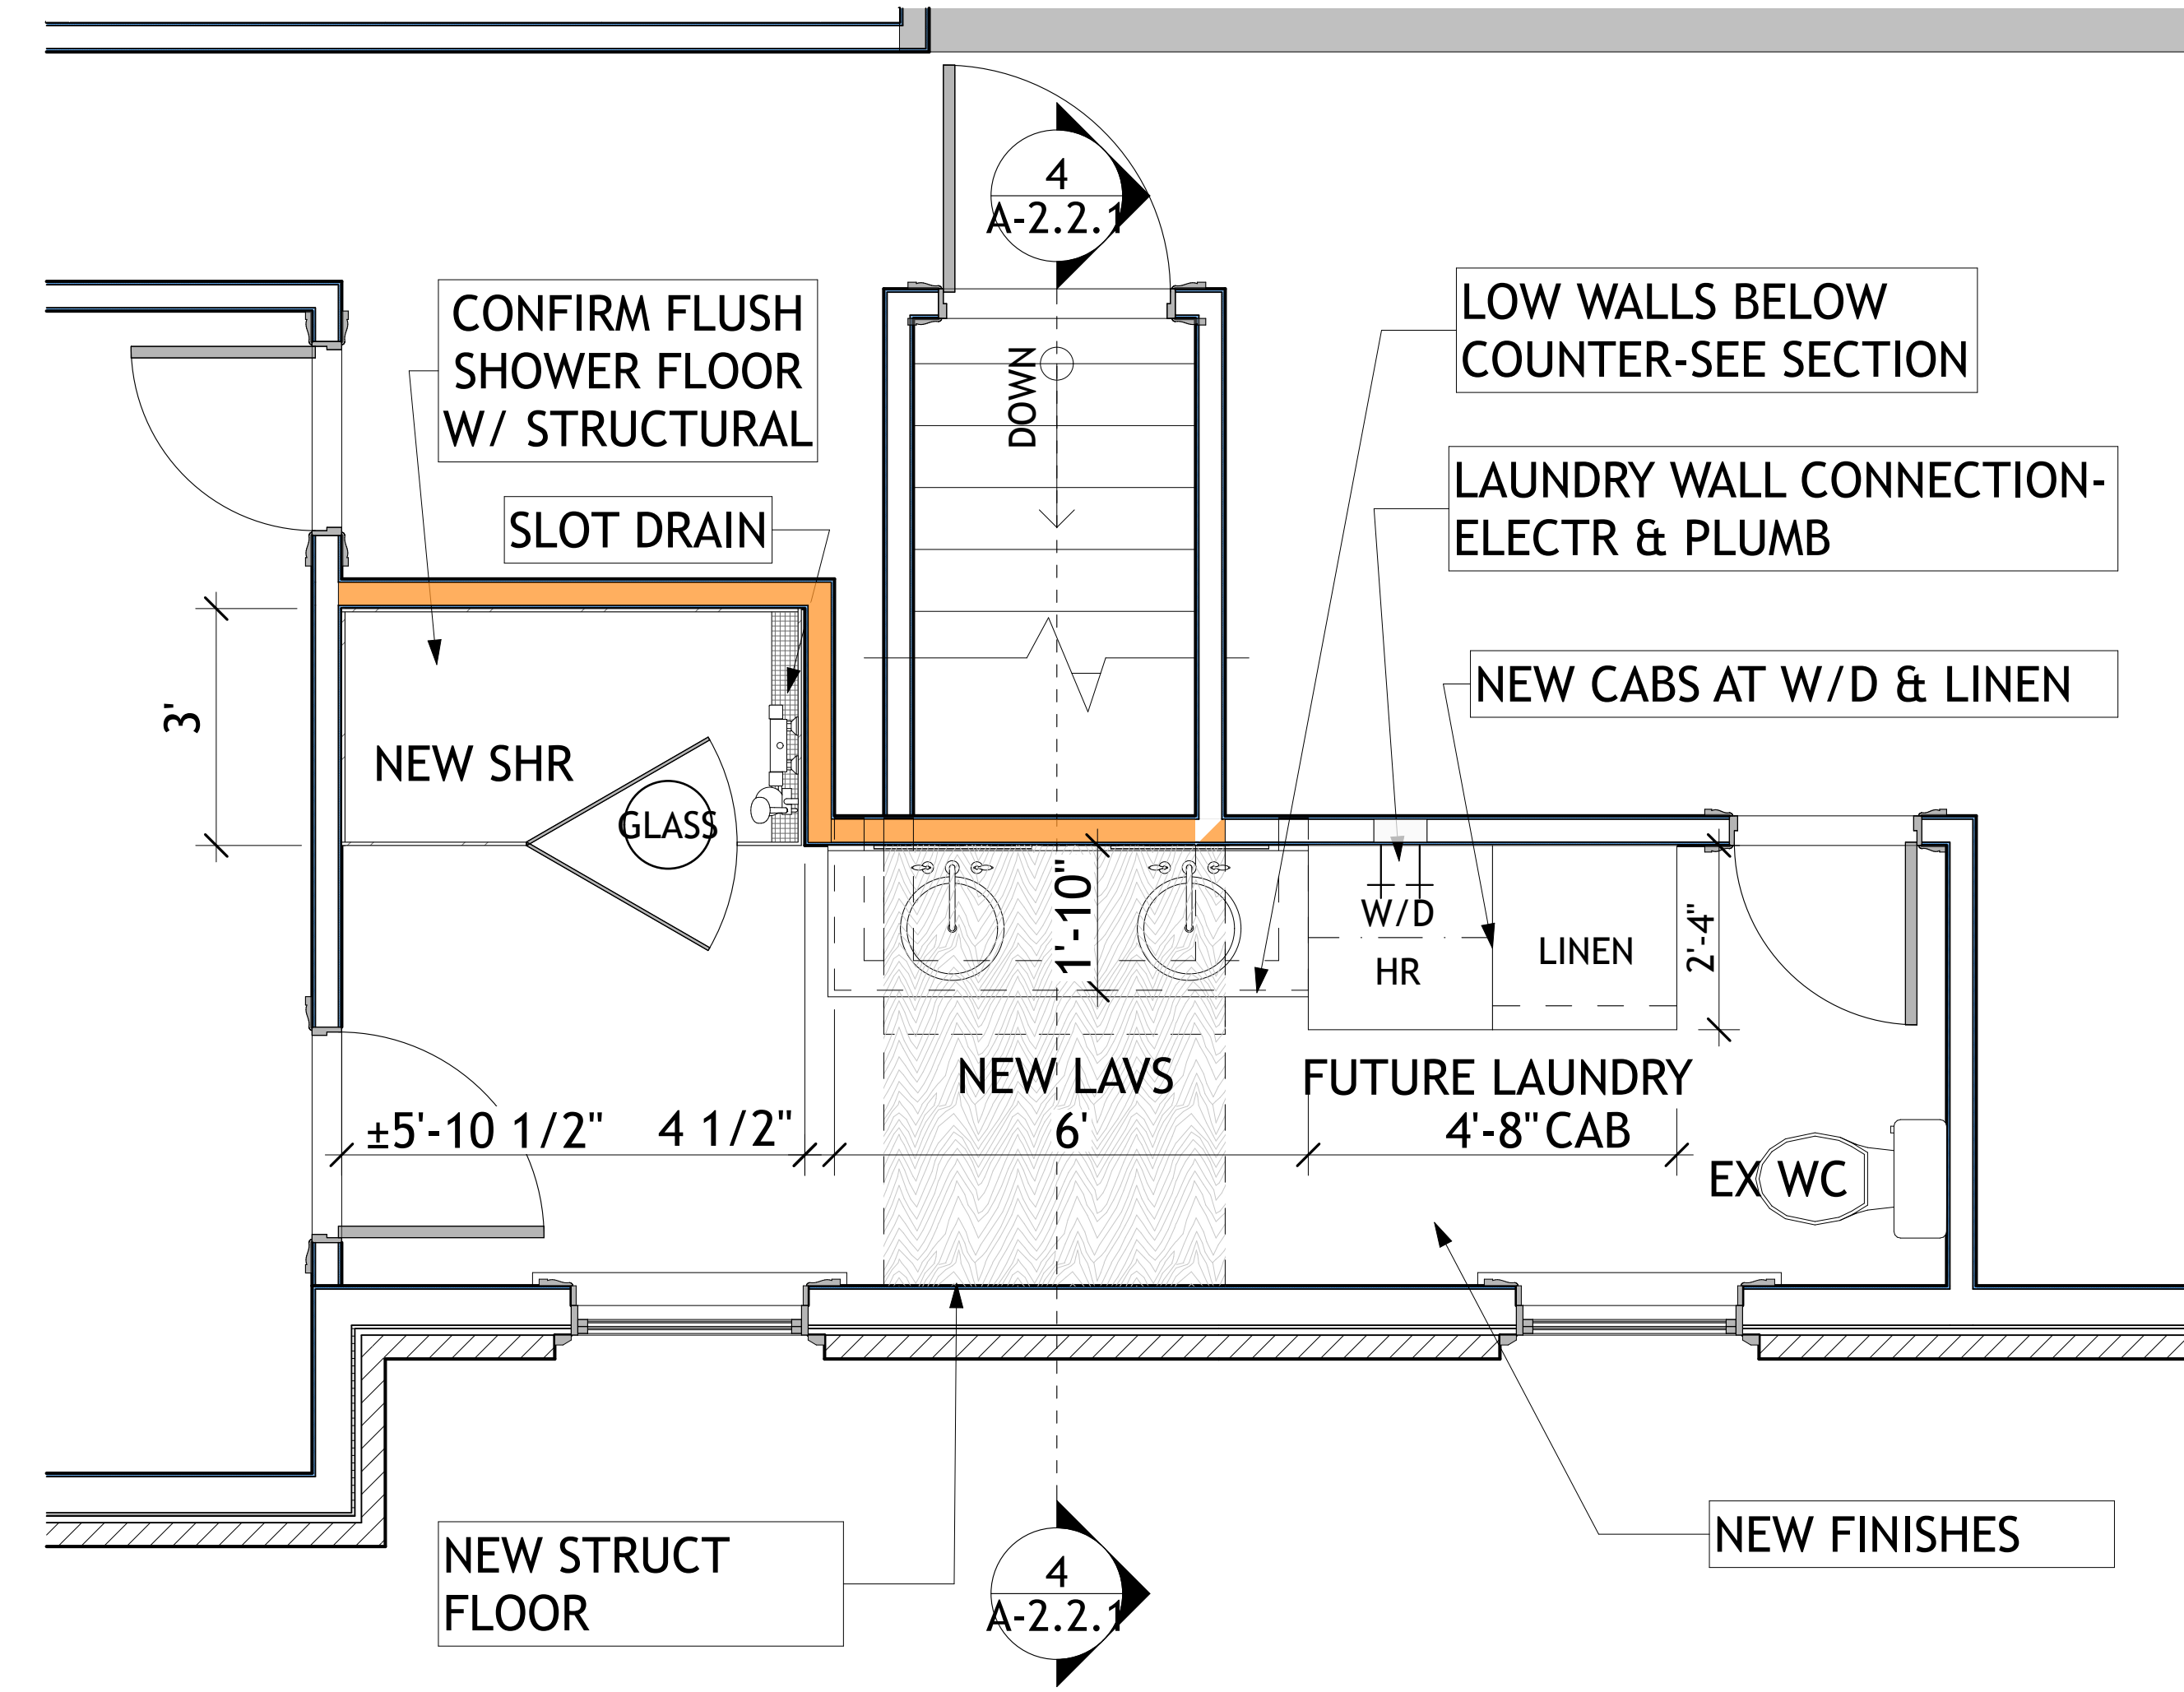 4
A-2.2.1
CONFIRM FLUSH
SHOWER FLOOR
W/ STRUCTURAL
SLOT DRAIN
DOWN
LOW WALLS BELOW
COUNTER-SEE SECTION
LAUNDRY WALL CONNECTION-
ELECTR & PLUMB
NEW CABS AT W/D & LINEN
3'
NEW SHR
GLASS
1'-10"
W/D
HR
LINEN
2'-4"
NEW LAVS
FUTURE LAUNDRY
±5'-10 1/2"
4 1/2"
6'
4'-8" CAB
EX WC
NEW STRUCT
FLOOR
4
A-2.2.1
NEW FINISHES